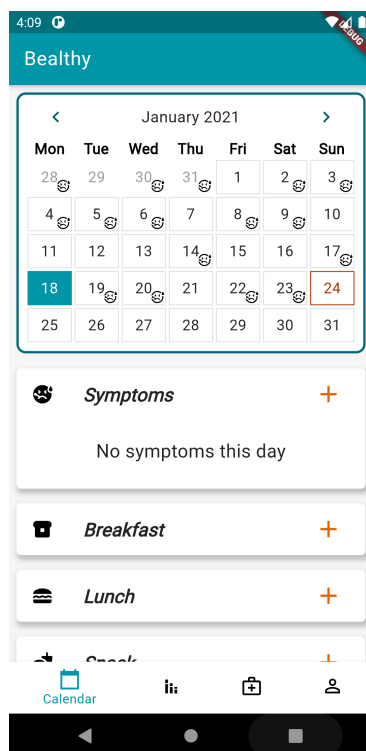 4:09
DEBUG
Bealthy
January 2021
Mon Tue Wed Thu Fri Sat Sun
28 29 30 31 1 2 3
4 5 6 7 8 9 10
11 12 13 14 15 16 17
18 19 20 21 22 23 24
25 26 27 28 29 30 31
Symptoms
No symptoms this day
Breakfast
Lunch
Snack
Calendar